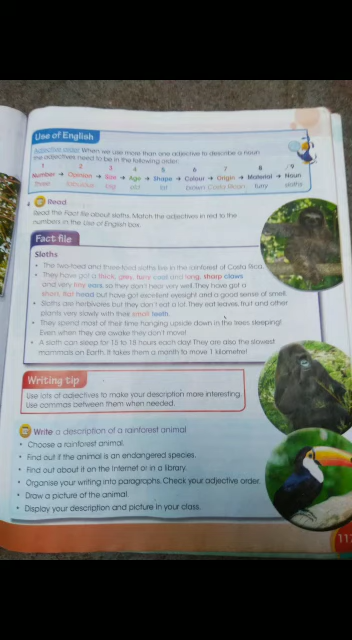 Use of English
Adjective order: When we use more than one adjective to describe a noun
the adjectives need to be in the following order.
1 2 3 4 5 6 7 8 9
Number → Opinion → Size → Age → Shape → Colour → Origin → Material → Noun
Three fabulous big old fat brown Costa Rican furry sloths
Read
Read the Fact file about sloths. Match the adjectives in red to the
numbers in the Use of English box.
Fact file
Sloths
• The two-toed and three-toed sloths live in the rainforest of Costa Rica.
• They have got a thick, grey, furry coat and long, sharp claws
and very tiny ears, so they don't hear very well. They have got a
short, flat head but have got excellent eyesight and a good sense of smell.
• Sloths are herbivores but they don't eat a lot. They eat leaves, fruit and other
plants very slowly with their small teeth.
• They spend most of their time hanging upside down in the trees sleeping!
Even when they are awake they don't move!
• A sloth can sleep for 15 to 18 hours each day! They are also the slowest
mammals on Earth. It takes them a month to move 1 kilometre!
Writing tip
Use lots of adjectives to make your description more interesting.
Use commas between them when needed.
Write a description of a rainforest animal
• Choose a rainforest animal.
• Find out if the animal is an endangered species.
• Find out about it on the Internet or in a library.
• Organise your writing into paragraphs. Check your adjective order.
• Draw a picture of the animal.
• Display your description and picture in your class.